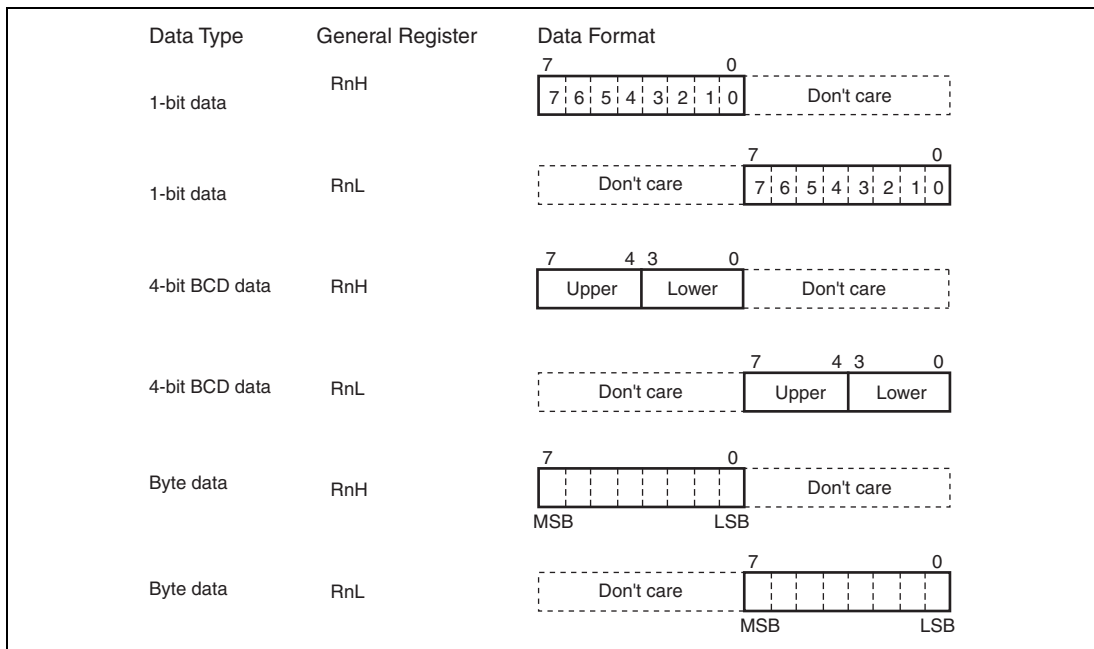 Data Type General Register Data Format
7 0
1-bit data RnH 7 6 5 4 3 2 1 0 Don't care
7 0
1-bit data RnL Don't care 7 6 5 4 3 2 1 0
7 4 3 0
4-bit BCD data RnH Upper Lower Don't care
7 4 3 0
4-bit BCD data RnL Don't care Upper Lower
7 0
Byte data RnH Don't care
MSB LSB
7 0
Byte data RnL Don't care
MSB LSB